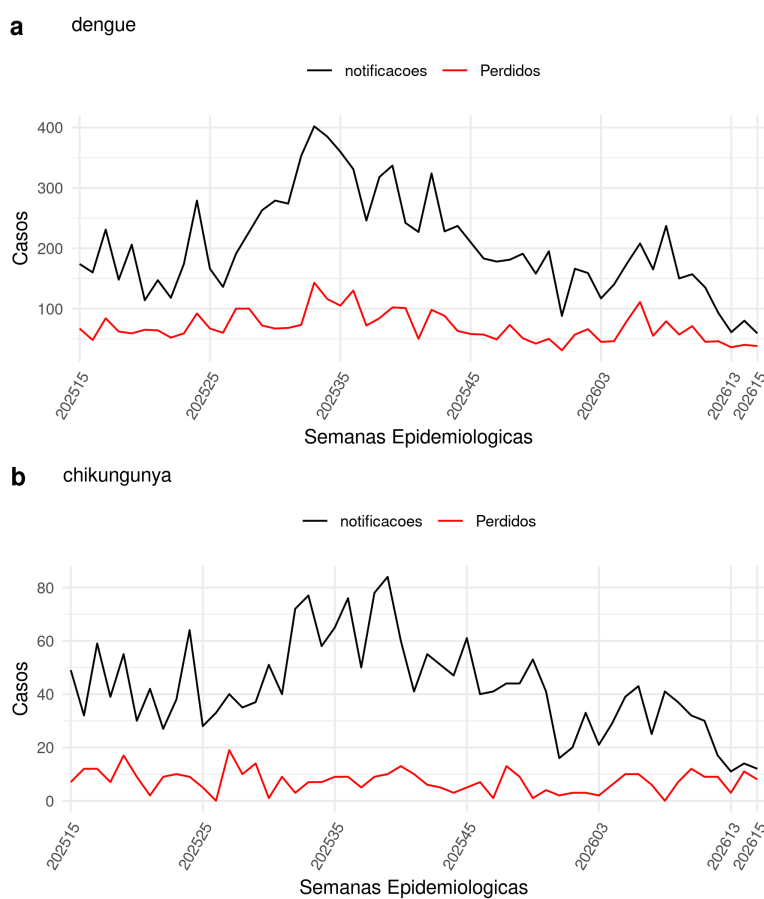 a dengue
notificacoes Perdidos
400
300
200
100
Casos
202515 202525 202535 202545 202603 202613 202615
Semanas Epidemiologicas
b chikungunya
notificacoes Perdidos
80
60
40
20
0
Casos
202515 202525 202535 202545 202603 202613 202615
Semanas Epidemiologicas